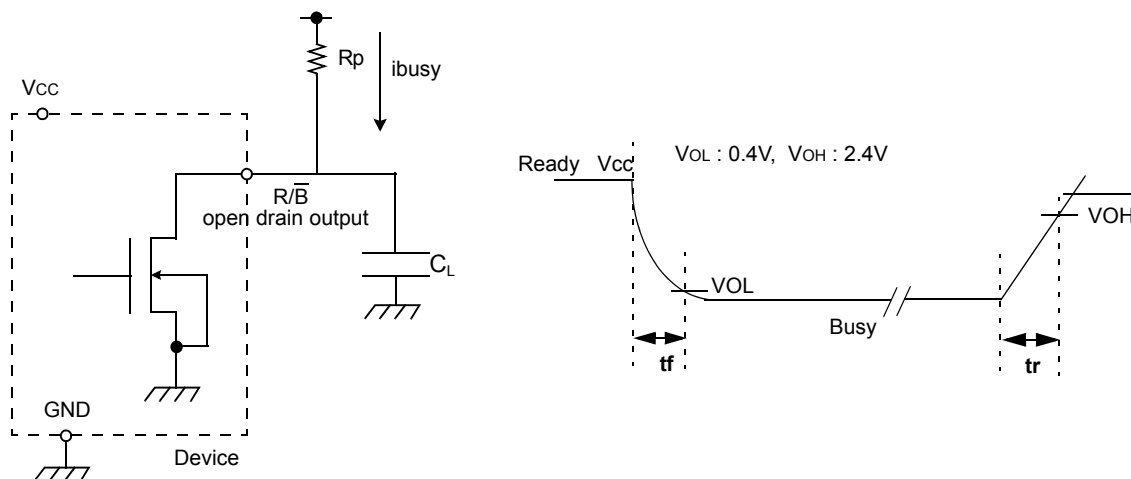 Rp
ibusy
VCC
R/B̅
open drain output
CL
GND
Device
Ready Vcc
VOL : 0.4V, VOH : 2.4V
VOH
VOL
Busy
tf
tr